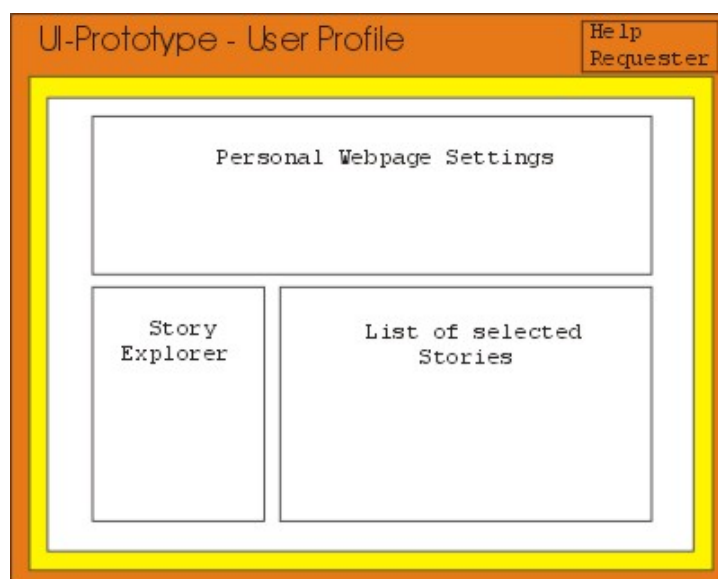 UI-Prototype - User Profile
Help
Requester
Personal Webpage Settings
Story
Explorer
List of selected
Stories